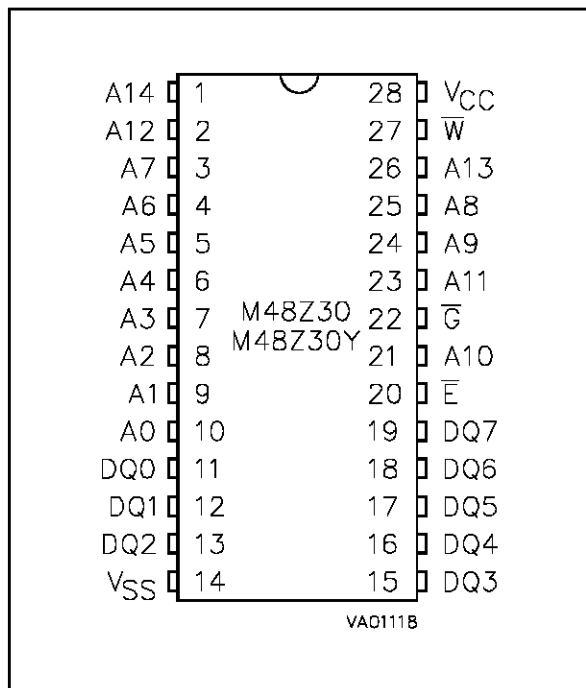 A14 1 28 VCC
A12 2 27 W̅
A7 3 26 A13
A6 4 25 A8
A5 5 24 A9
A4 6 23 A11
A3 7 22 G̅
A2 8 21 A10
A1 9 20 E̅
A0 10 19 DQ7
DQ0 11 18 DQ6
DQ1 12 17 DQ5
DQ2 13 16 DQ4
VSS 14 15 DQ3
M48Z30
M48Z30Y
VA01118